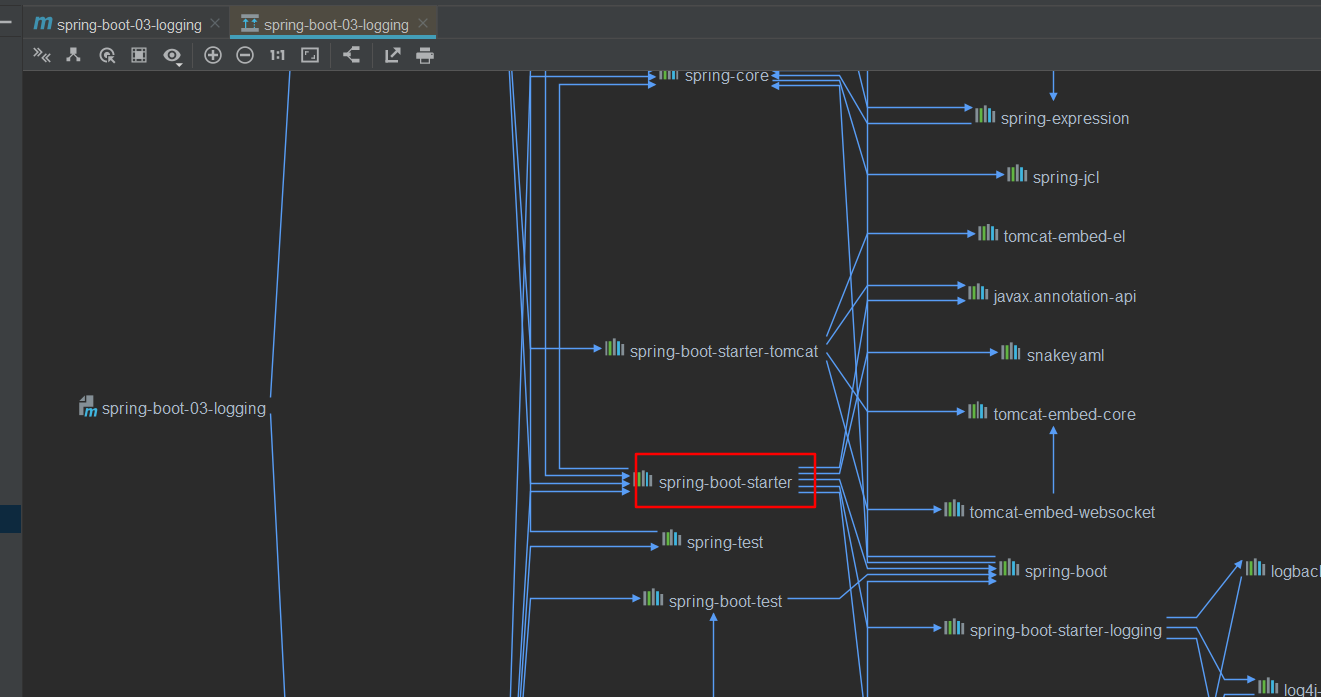 m spring-boot-03-logging
spring-boot-03-logging
1:1
spring-core
spring-expression
spring-jcl
tomcat-embed-el
javax.annotation-api
spring-boot-starter-tomcat
snakeyaml
m spring-boot-03-logging
tomcat-embed-core
spring-boot-starter
tomcat-embed-websocket
spring-test
spring-boot
spring-boot-test
spring-boot-starter-logging